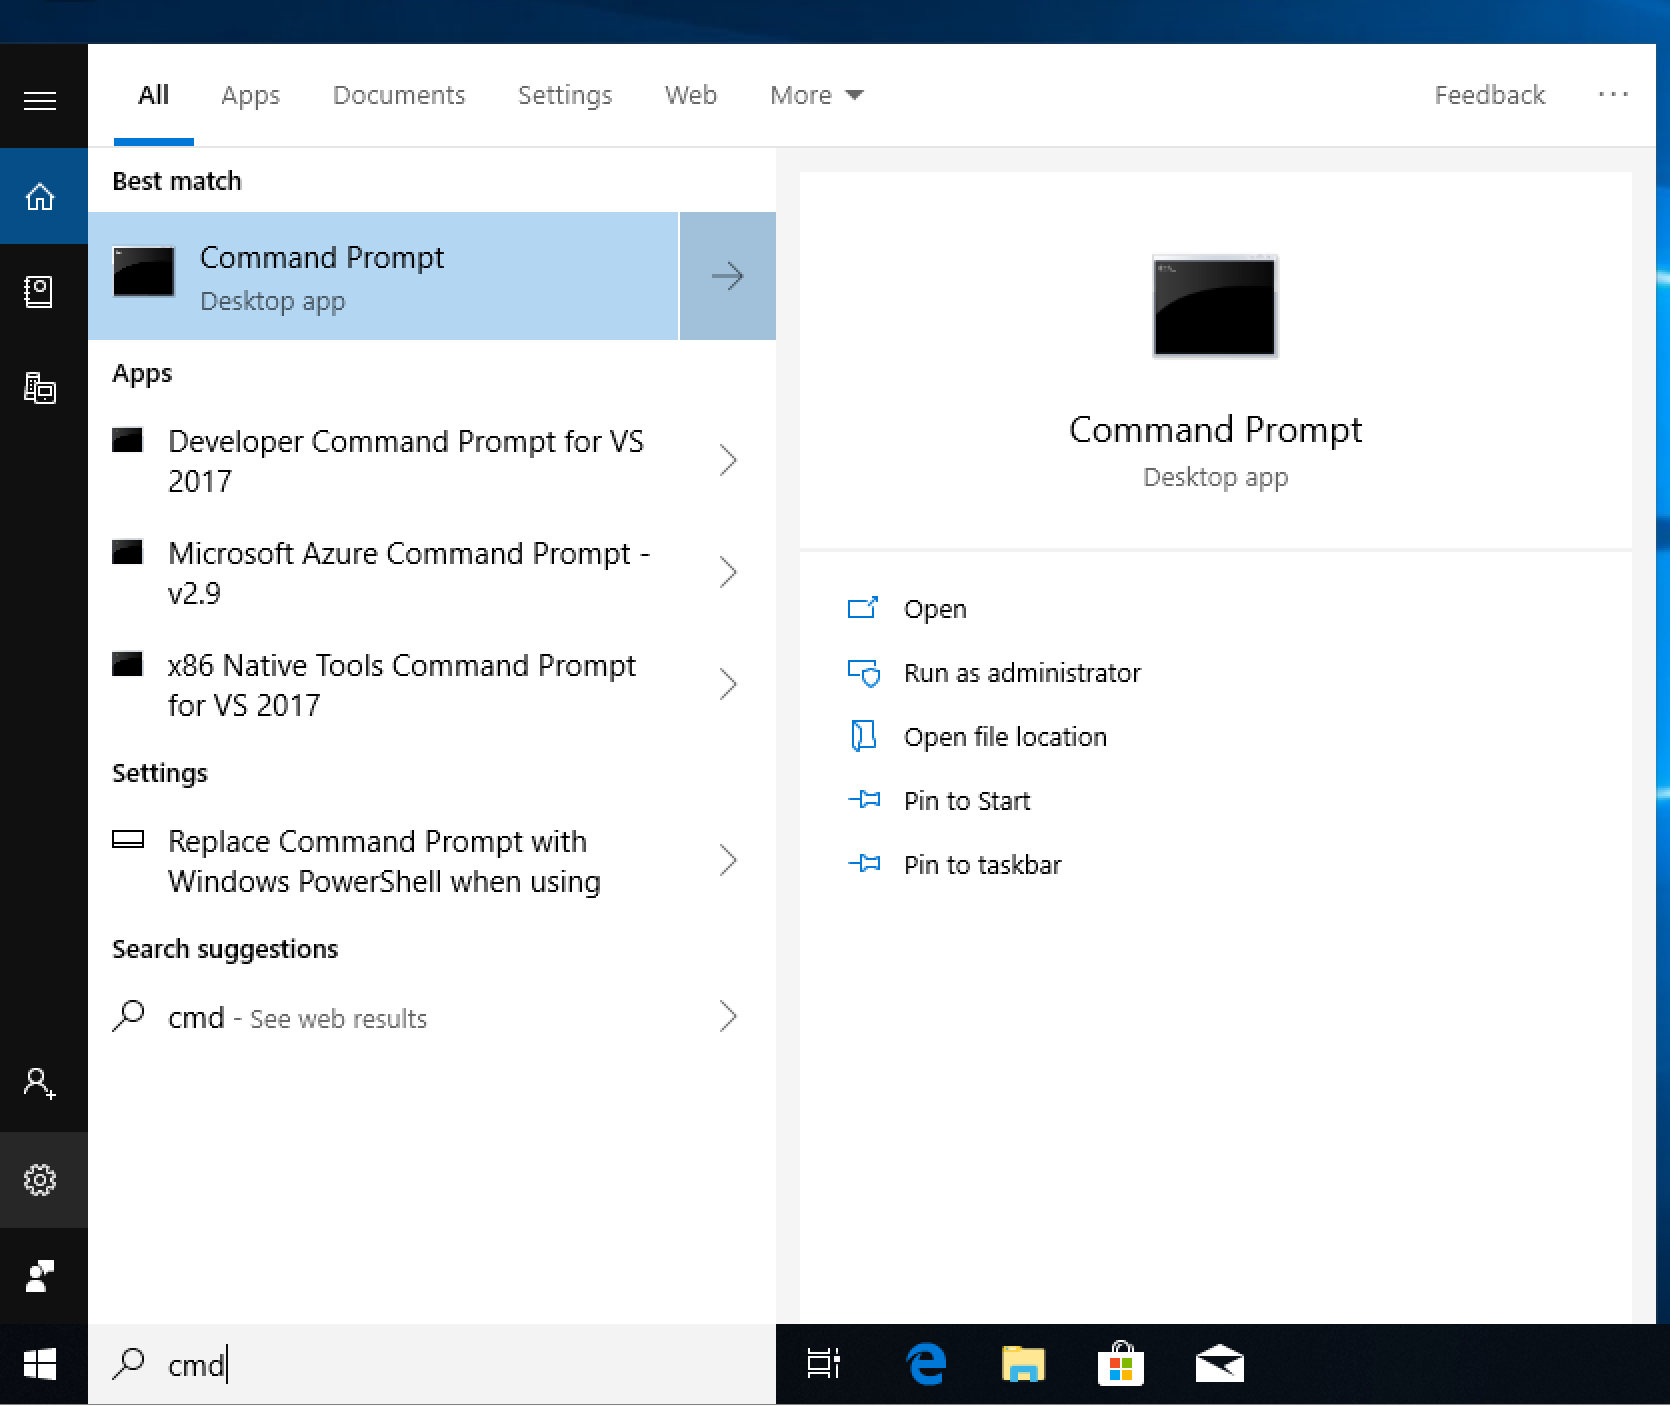 All
Apps
Documents
Settings
Web
More
Feedback
Best match
Command Prompt
Desktop app
Apps
Developer Command Prompt for VS
2017
Microsoft Azure Command Prompt -
v2.9
x86 Native Tools Command Prompt
for VS 2017
Settings
Replace Command Prompt with
Windows PowerShell when using
Search suggestions
cmd - See web results
Command Prompt
Desktop app
Open
Run as administrator
Open file location
Pin to Start
Pin to taskbar
cmd